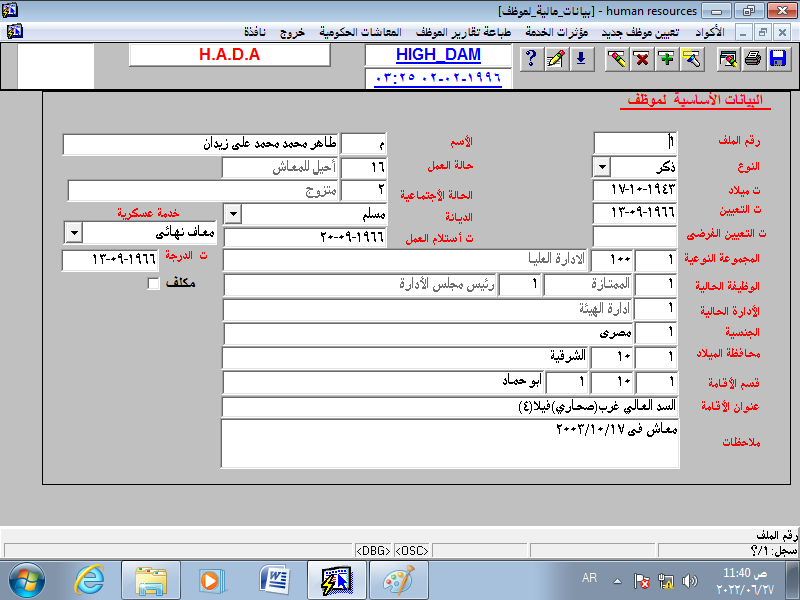 human resources - [بيانات_مالية_لموظف]
الأكواد تعيين موظف جديد مؤثرات الخدمة طباعة تقارير الموظف المعاشات الحكومية خروج نافذة
H.A.D.A
HIGH_DAM
٠٣:٢٥ ٠٢-٠٢-١٩٩٦
البيانات الأساسية لموظف
رقم الملف أ١ الأسم م طاهر محمد محمد على زيدان
النوع ذكر حالة العمل ١٦ أحيل للمعاش
ت ميلاد ١٧-١٠-١٩٤٣ الحالة الأجتماعية ٢ متزوج
ت التعيين ١٣-٠٩-١٩٦٦ الديانة مسلم خدمة عسكرية
ت التعيين الفرضى ت أستلام العمل ٢٠-٠٩-١٩٦٦ معاف نهائى
المجموعة النوعية ١ ١٠٠ الادارة العليا ت الدرجة ١٣-٠٩-١٩٦٦
الوظيفة الحالية ١ الممتازة ١ رئيس مجلس الأدارة مكلف
الأدارة الحالية ١ ادارة الهيئة
الجنسية ١ مصرى
محافظة الميلاد ١ ١٠ الشرقية
قسم الأقامة ١ ١٠ ١ ابو حماد
عنوان الأقامة السد العالي غرب(صحاري)فيلا(٤)
ملاحظات معاش فى ٢٠٠٣/١٠/١٧
رقم الملف
سجل: ١/؟ <OSC> <DBG>
AR ص 11:40
٢٠٢٢/٠٦/٢٧